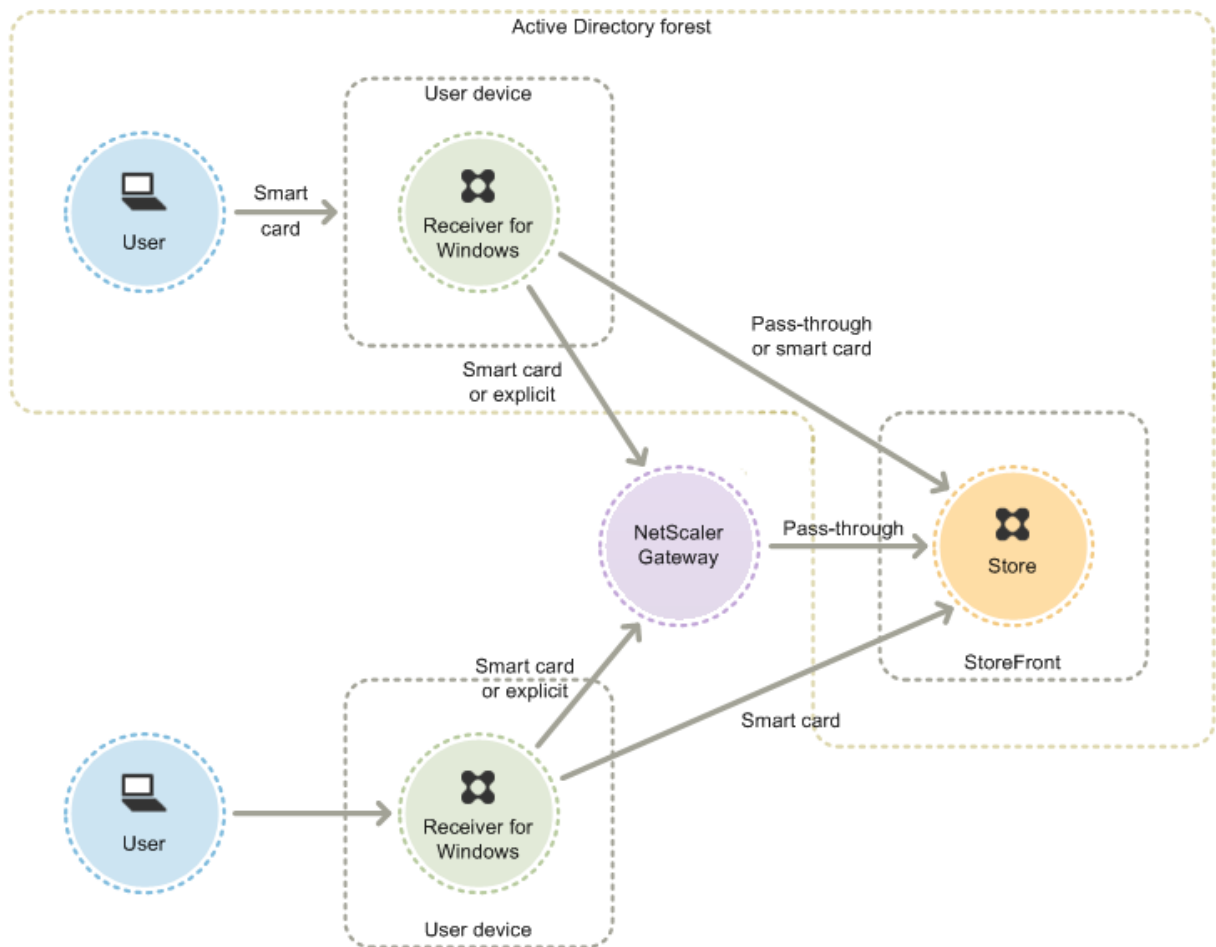 Active Directory forest
User device
User
Smart
card
Receiver for
Windows
Pass-through
or smart card
Smart card
or explicit
NetScaler
Gateway
Pass-through
Store
StoreFront
Smart card
or explicit
Smart card
User
Receiver for
Windows
User device